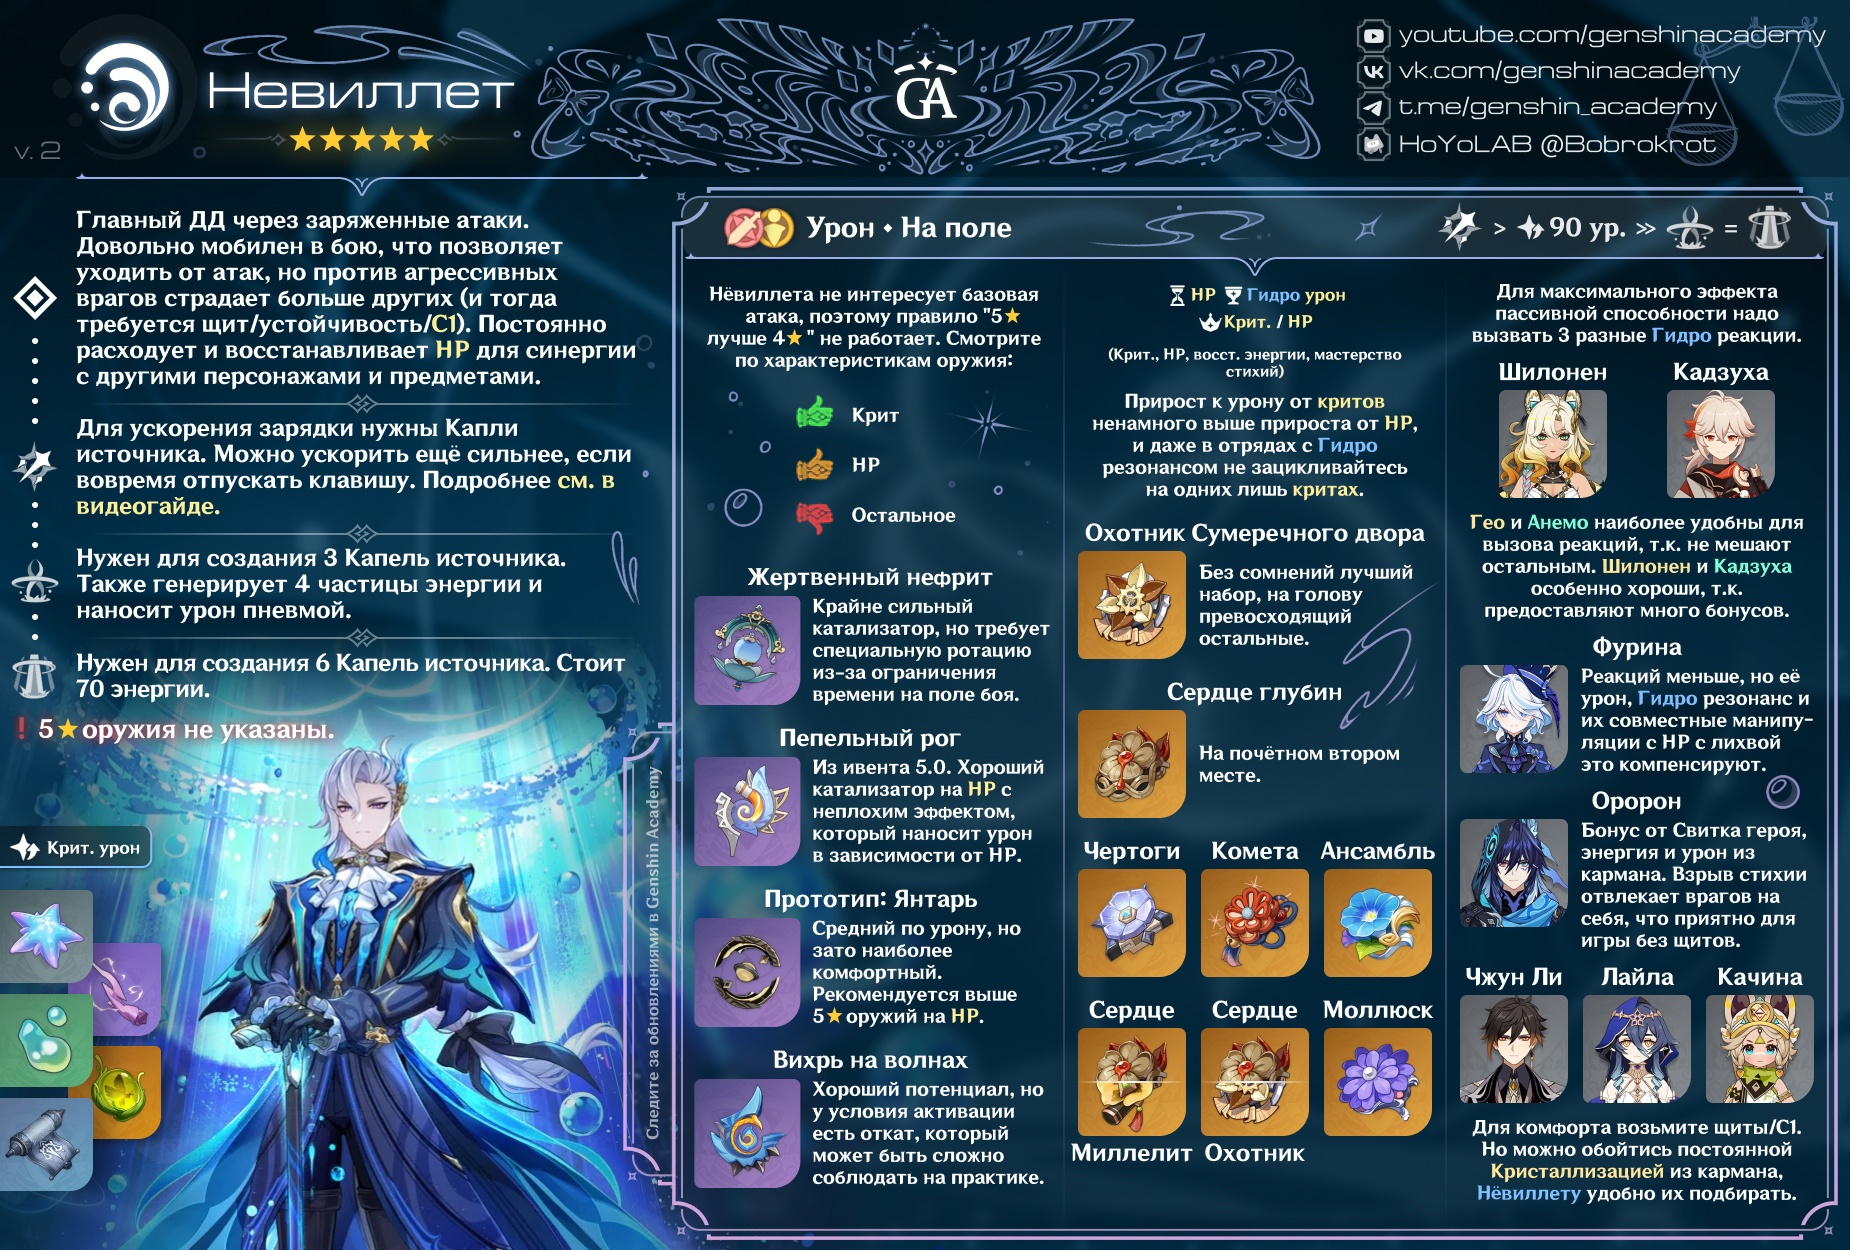 Невиллет
v. 2
GA
youtube.com/genshinacademy
vk.com/genshinacademy
t.me/genshin_academy
HoYoLAB @Bobrokrot
Главный ДД через заряженные атаки.
Довольно мобилен в бою, что позволяет
уходить от атак, но против агрессивных
врагов страдает больше других (и тогда
требуется щит/устойчивость/С1). Постоянно
расходует и восстанавливает HP для синергии
с другими персонажами и предметами.
Для ускорения зарядки нужны Капли
источника. Можно ускорить ещё сильнее, если
вовремя отпускать клавишу. Подробнее см. в
видеогайде.
Нужен для создания 3 Капель источника.
Также генерирует 4 частицы энергии и
наносит урон пневмой.
Нужен для создания 6 Капель источника. Стоит
70 энергии.
! 5★оружия не указаны.
Крит. урон
Следите за обновлениями в Genshin Academy
Урон • На поле
> 90 ур. >> =
Нёвиллета не интересует базовая
атака, поэтому правило "5★
лучше 4★" не работает. Смотрите
по характеристикам оружия:
Крит
HP
Остальное
Жертвенный нефрит
Крайне сильный
катализатор, но требует
специальную ротацию
из-за ограничения
времени на поле боя.
Пепельный рог
Из ивента 5.0. Хороший
катализатор на HP с
неплохим эффектом,
который наносит урон
в зависимости от HP.
Прототип: Янтарь
Средний по урону, но
зато наиболее
комфортный.
Рекомендуется выше
5★оружий на HP.
Вихрь на волнах
Хороший потенциал, но
у условия активации
есть откат, который
может быть сложно
соблюдать на практике.
HP Гидро урон
Крит. / HP
(Крит., HP, восст. энергии, мастерство
стихий)
Прирост к урону от критов
ненамного выше прироста от HP,
и даже в отрядах с Гидро
резонансом не зацикливайтесь
на одних лишь критах.
Охотник Сумеречного двора
Без сомнений лучший
набор, на голову
превосходящий
остальные.
Сердце глубин
На почётном втором
месте.
Чертоги Комета Ансамбль
Сердце Сердце Моллюск
Миллелит Охотник
Для максимального эффекта
пассивной способности надо
вызвать 3 разные Гидро реакции.
Шилонен Кадзуха
Гео и Анемо наиболее удобны для
вызова реакций, т.к. не мешают
остальным. Шилонен и Кадзуха
особенно хороши, т.к.
предоставляют много бонусов.
Фурина
Реакций меньше, но её
урон, Гидро резонанс и
их совместные манипу-
ляции с HP с лихвой
это компенсируют.
Оророн
Бонус от Свитка героя,
энергия и урон из
кармана. Взрыв стихии
отвлекает врагов на
себя, что приятно для
игры без щитов.
Чжун Ли Лайла Качина
Для комфорта возьмите щиты/С1.
Но можно обойтись постоянной
Кристаллизацией из кармана,
Нёвиллету удобно их подбирать.